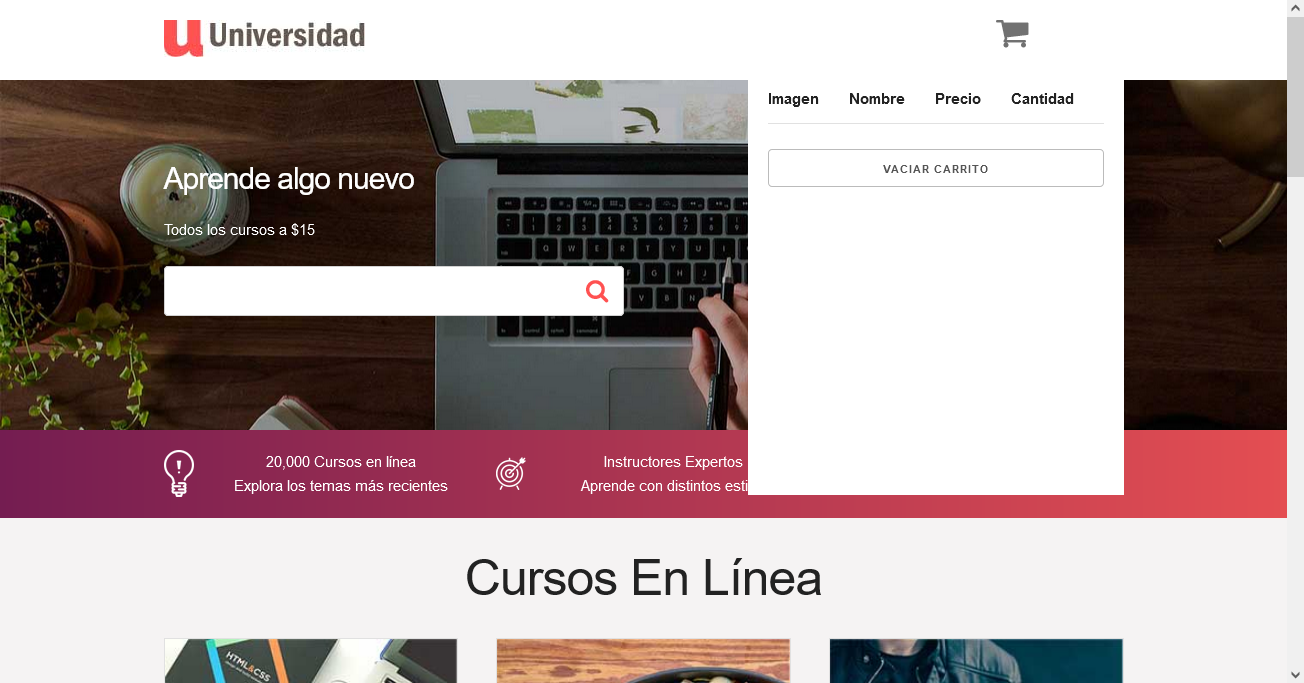 Universidad
Imagen Nombre Precio Cantidad
VACIAR CARRITO
Aprende algo nuevo
Todos los cursos a $15
20,000 Cursos en línea
Explora los temas más recientes
Instructores Expertos
Aprende con distintos esti
Cursos En Línea
HTML&CSS